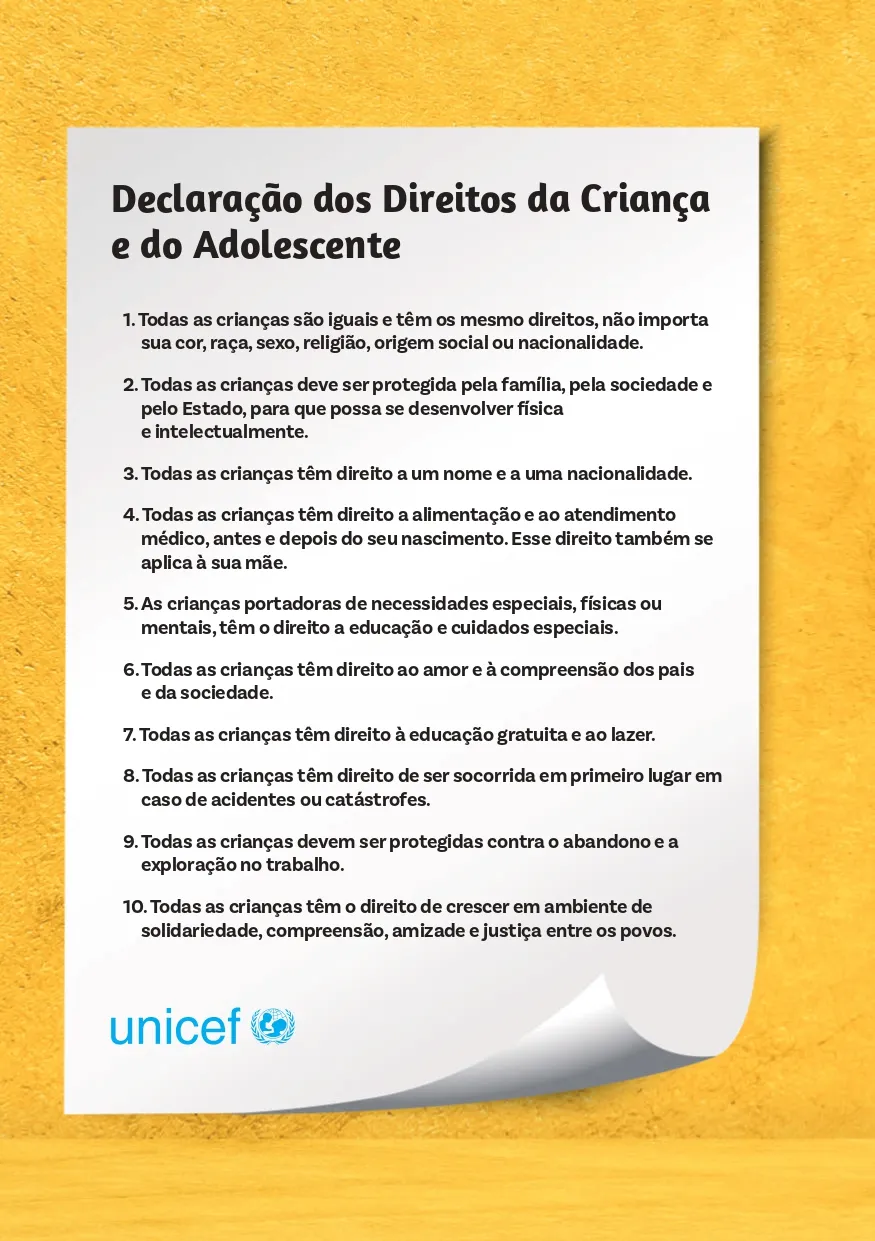 Declaração dos Direitos da Criança
e do Adolescente
1. Todas as crianças são iguais e têm os mesmo direitos, não importa
sua cor, raça, sexo, religião, origem social ou nacionalidade.
2. Todas as crianças deve ser protegida pela família, pela sociedade e
pelo Estado, para que possa se desenvolver física
e intelectualmente.
3. Todas as crianças têm direito a um nome e a uma nacionalidade.
4. Todas as crianças têm direito a alimentação e ao atendimento
médico, antes e depois do seu nascimento. Esse direito também se
aplica à sua mãe.
5. As crianças portadoras de necessidades especiais, físicas ou
mentais, têm o direito a educação e cuidados especiais.
6. Todas as crianças têm direito ao amor e à compreensão dos pais
e da sociedade.
7. Todas as crianças têm direito à educação gratuita e ao lazer.
8. Todas as crianças têm direito de ser socorrida em primeiro lugar em
caso de acidentes ou catástrofes.
9. Todas as crianças devem ser protegidas contra o abandono e a
exploração no trabalho.
10. Todas as crianças têm o direito de crescer em ambiente de
solidariedade, compreensão, amizade e justiça entre os povos.
unicef